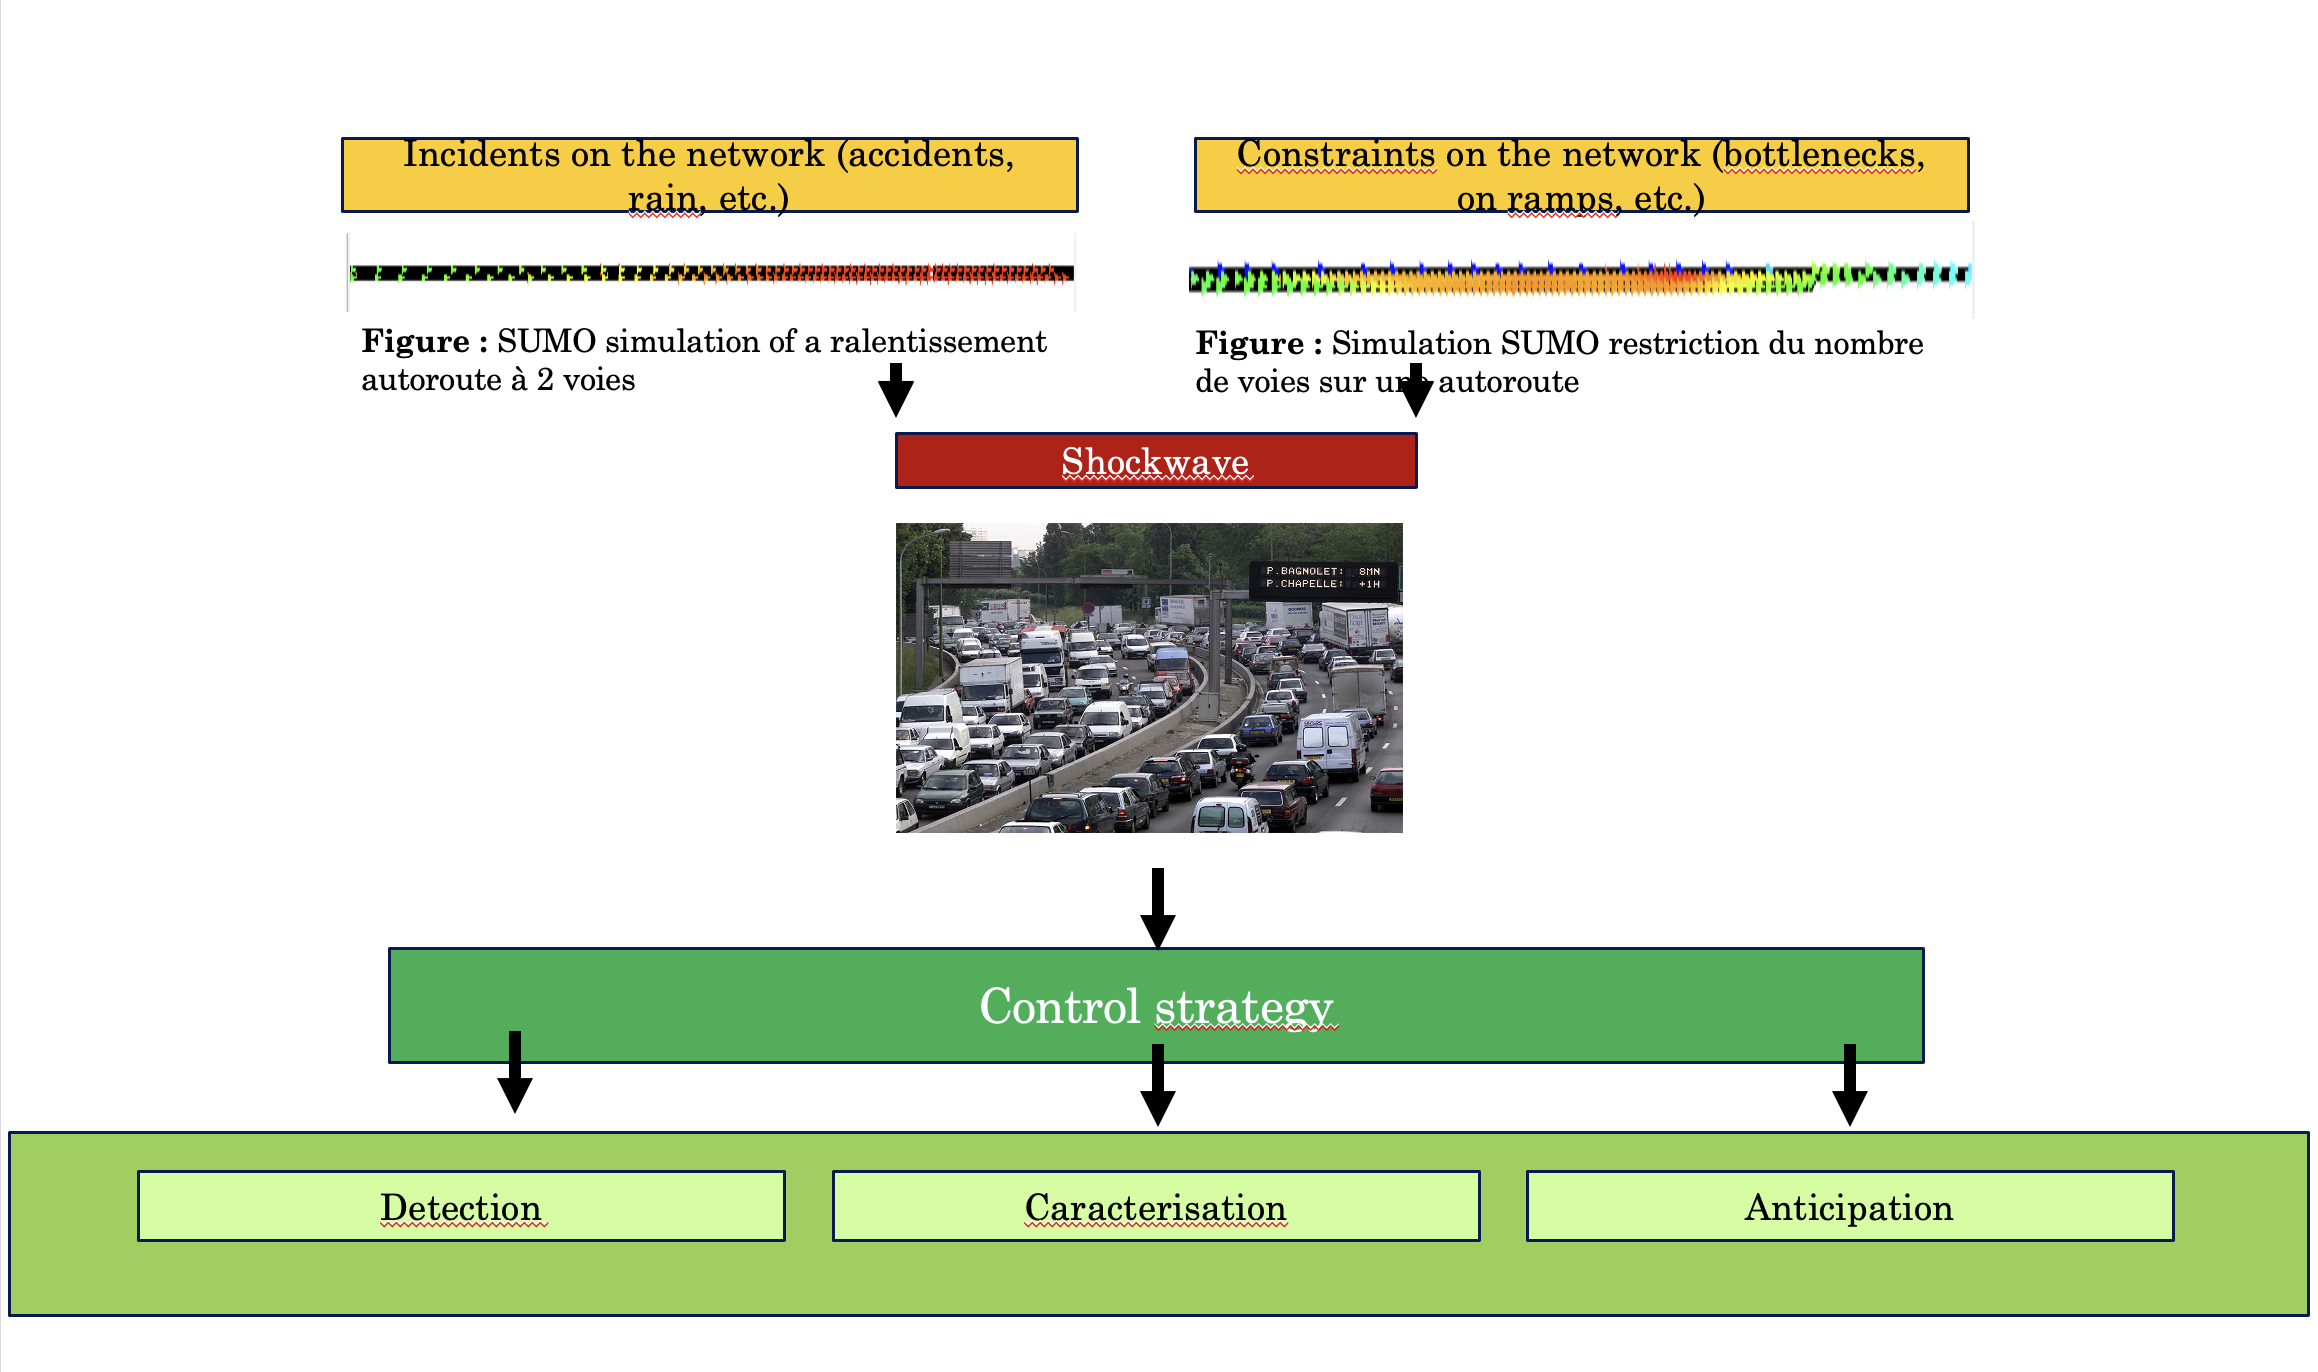 Incidents on the network (accidents,
rain, etc.)
Constraints on the network (bottlenecks,
on ramps, etc.)
Figure : SUMO simulation of a ralentissement
autoroute à 2 voies
Figure : Simulation SUMO restriction du nombre
de voies sur une autoroute
Shockwave
P.BAGNOLET: 8MN
P.CHAPELLE: +1H
Control strategy
Detection
Caracterisation
Anticipation